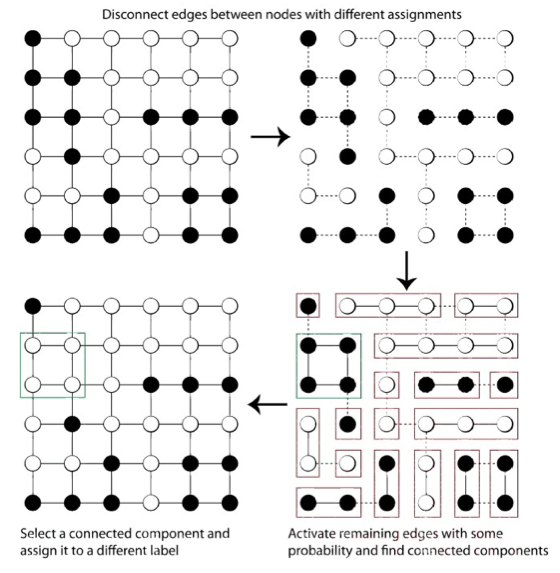 Disconnect edges between nodes with different assignments
Select a connected component and
assign it to a different label
Activate remaining edges with some
probability and find connected components